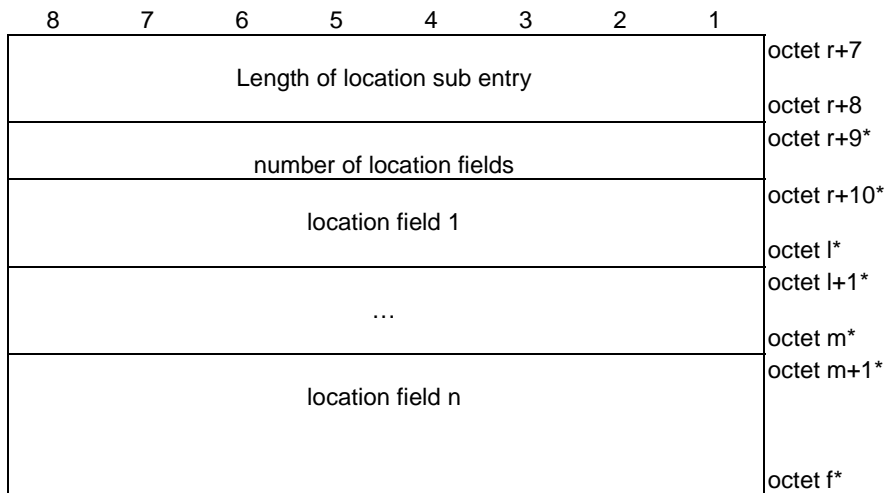 8 7 6 5 4 3 2 1
octet r+7
Length of location sub entry
octet r+8
octet r+9*
number of location fields
octet r+10*
location field 1
octet l*
octet l+1*
…
octet m*
octet m+1*
location field n
octet f*